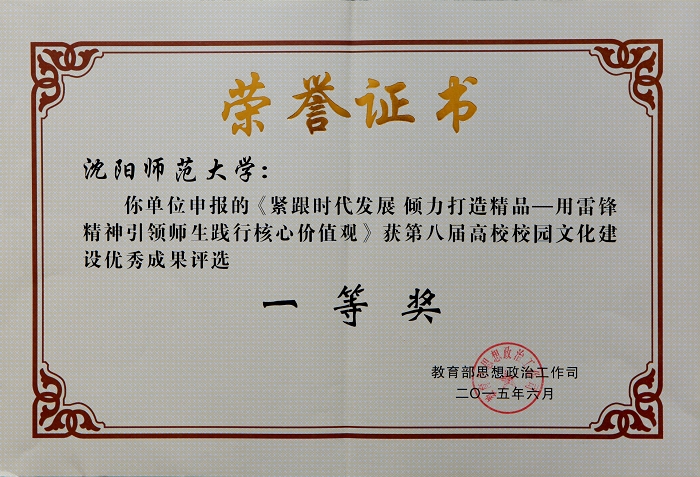 荣誉证书
沈阳师范大学：
你单位申报的《紧跟时代发展 倾力打造精品—用雷锋
精神引领师生践行核心价值观》获第八届高校校园文化建
设优秀成果评选
一等奖
教育部思想政治工作司
二〇一五年六月